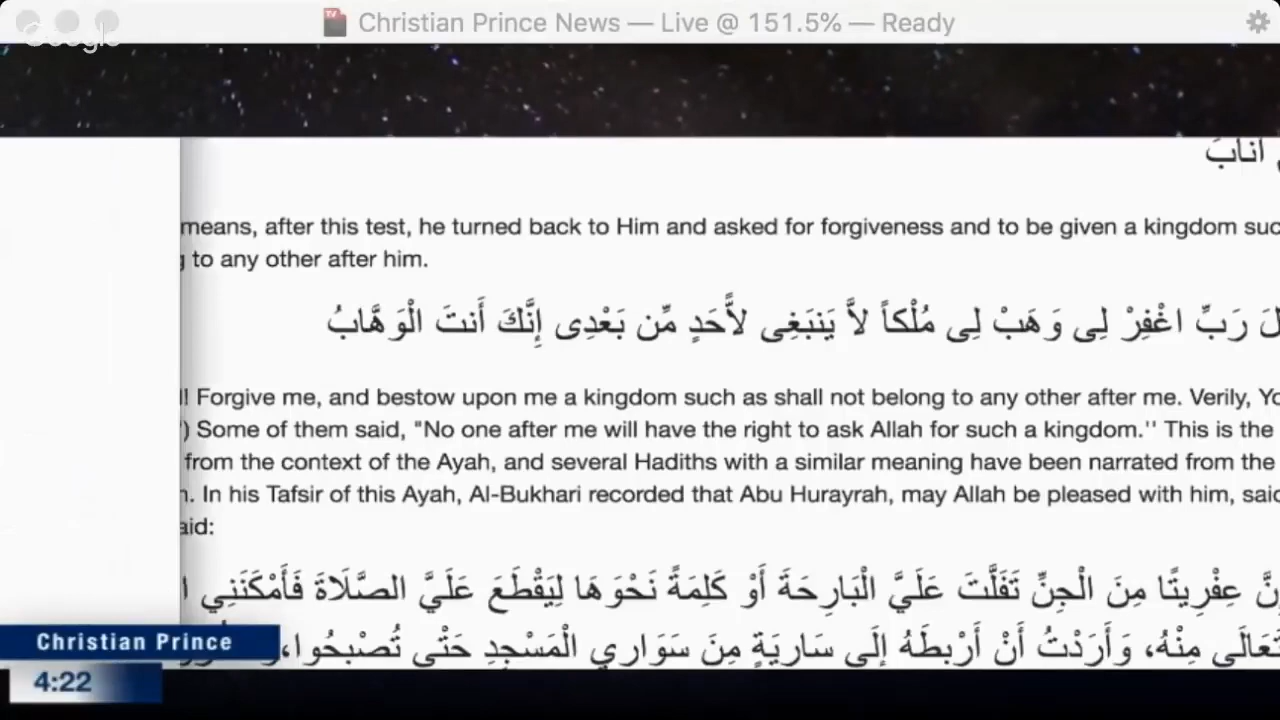 Christian Prince News — Live @ 151.5% — Ready
Google
أناب
means, after this test, he turned back to Him and asked for forgiveness and to be given a kingdom suc
to any other after him.
رَبِّ اغْفِرْ لِى وَهَبْ لِى مُلْكاً لاَّ يَنبَغِى لاًّحَدٍ مِّن بَعْدِى إِنَّكَ أَنتَ الْوَهَّابُ
! Forgive me, and bestow upon me a kingdom such as shall not belong to any other after me. Verily, Yo
) Some of them said, "No one after me will have the right to ask Allah for such a kingdom.'' This is the
from the context of the Ayah, and several Hadiths with a similar meaning have been narrated from the
. In his Tafsir of this Ayah, Al-Bukhari recorded that Abu Hurayrah, may Allah be pleased with him, said
aid:
عِفْرِيتًا مِنَ الْجِنِّ تَفَلَّتَ عَلَيَّ الْبَارِحَةَ أَوْ كَلِمَةً نَحْوَهَا لِيَقْطَعَ عَلَيَّ الصَّلَاةَ فَأَمْكَنَنِي
تَعَالَى مِنْهُ، وَأَرَدْتُ أَنْ أَرْبِطَهُ إِلَى سَارِيَةٍ مِنَ سَوَارِي الْمَسْجِدِ حَتْى تُصْبِحُوا،
Christian Prince
4:22